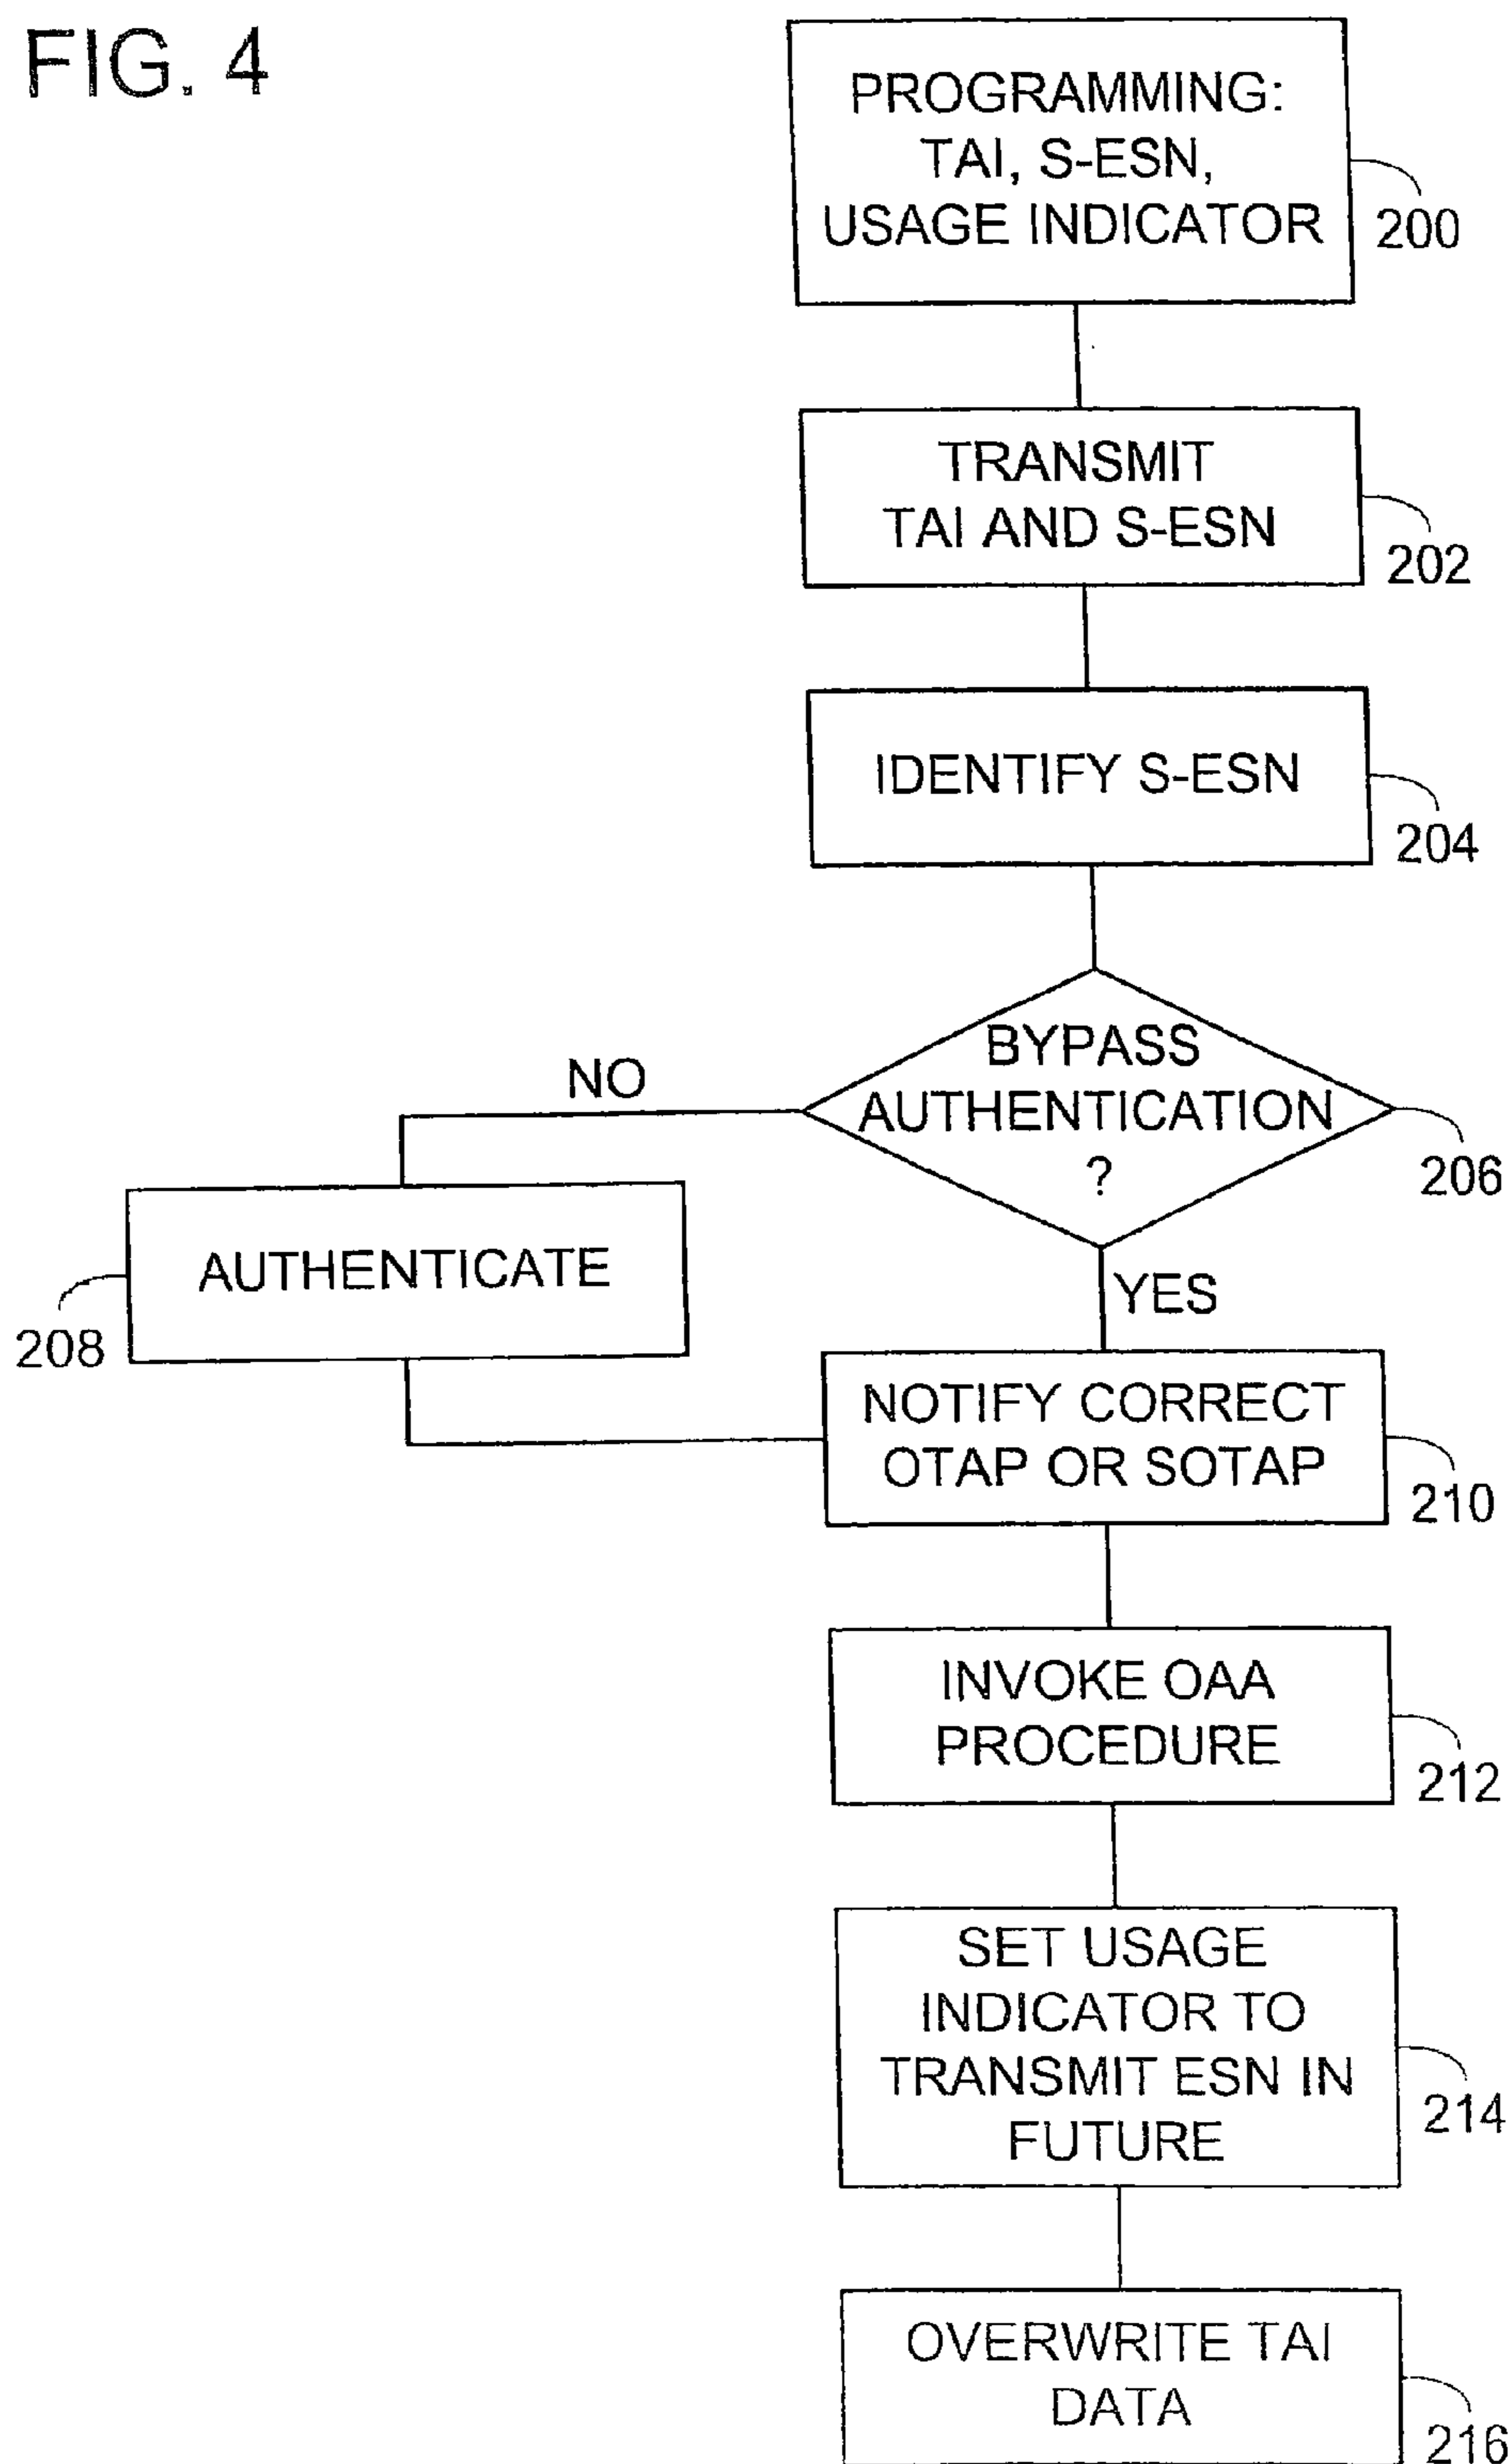 FIG. 4
PROGRAMMING:
TAI, S-ESN,
USAGE INDICATOR
200
TRANSMIT
TAI AND S-ESN
202
IDENTIFY S-ESN
204
BYPASS
AUTHENTICATION
?
206
NO
YES
AUTHENTICATE
208
NOTIFY CORRECT
OTAP OR SOTAP
210
INVOKE OAA
PROCEDURE
212
SET USAGE
INDICATOR TO
TRANSMIT ESN IN
FUTURE
214
OVERWRITE TAI
DATA
216